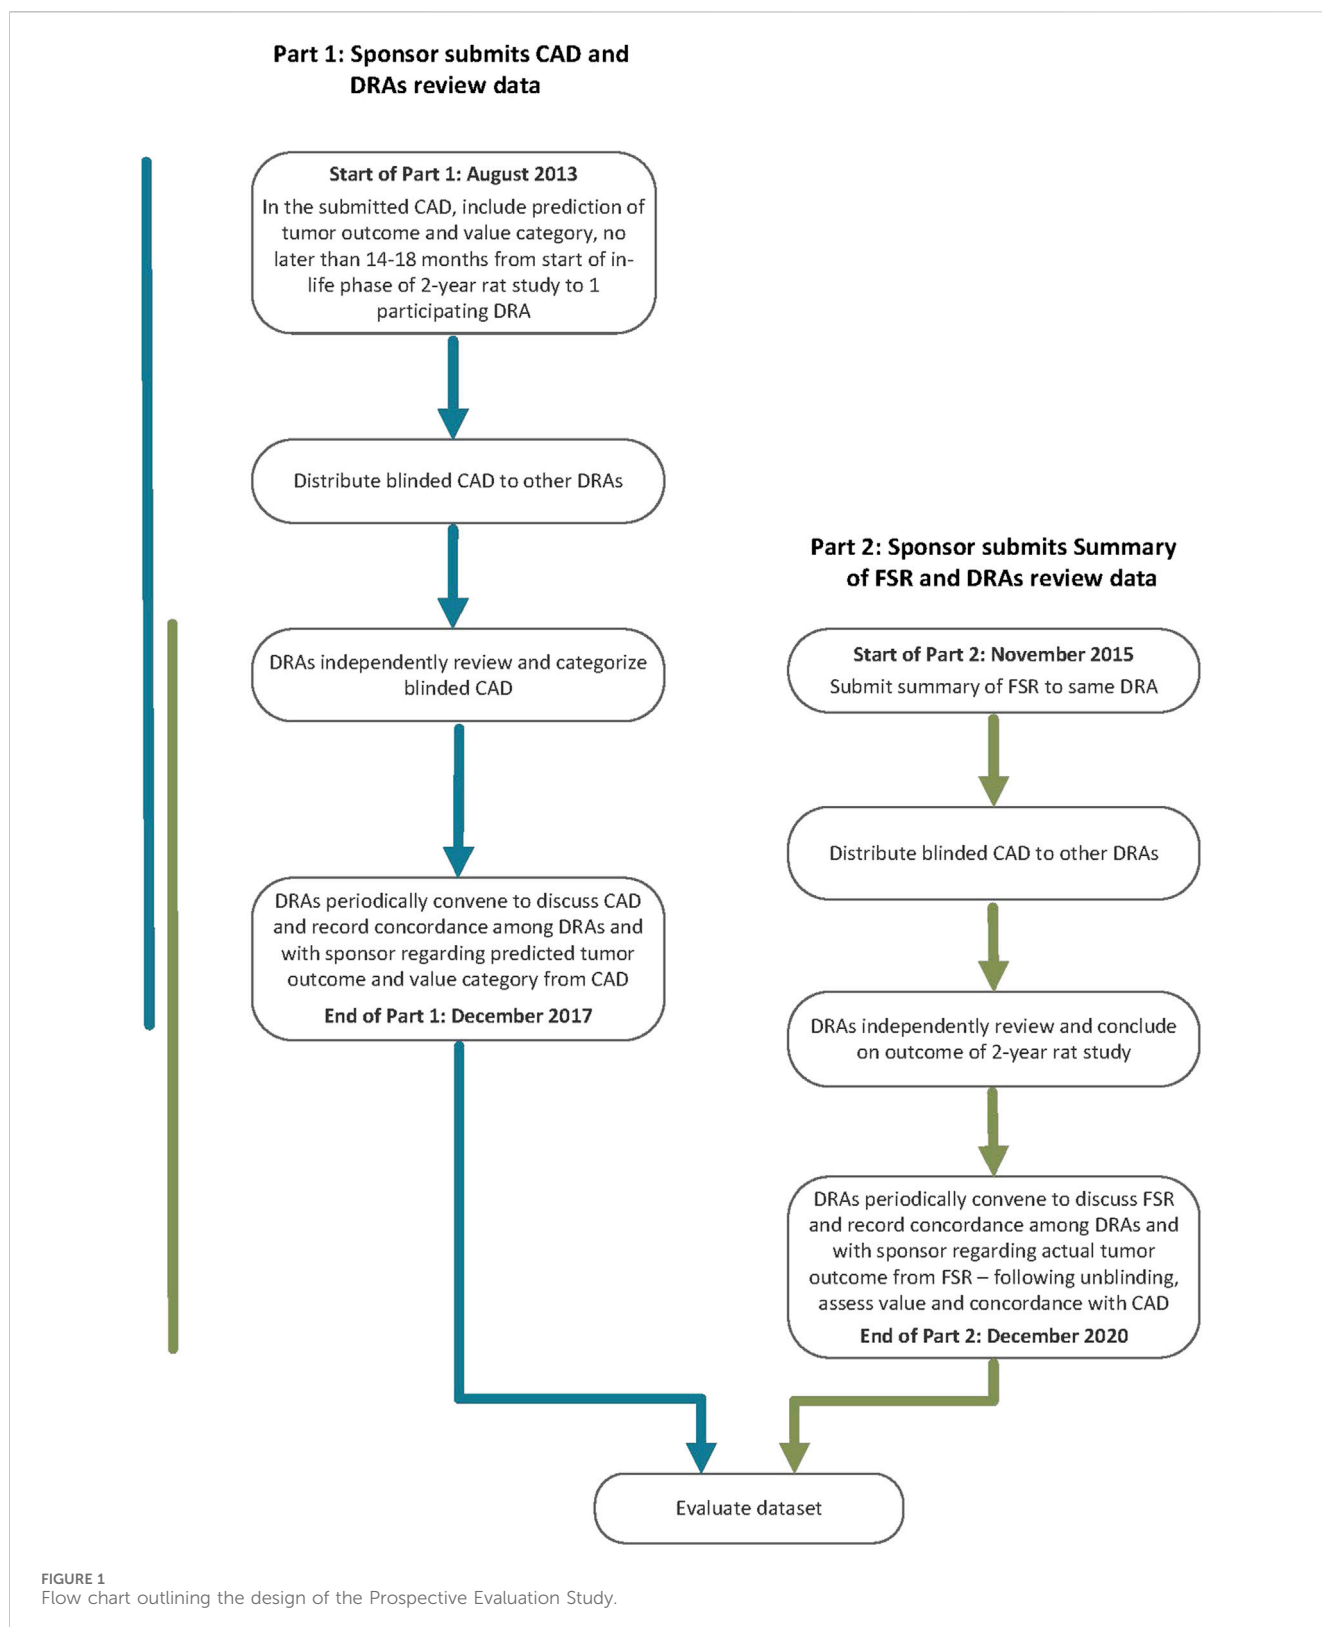 Part 1: Sponsor submits CAD and
DRAs review data
Start of Part 1: August 2013
In the submitted CAD, include prediction of
tumor outcome and value category, no
later than 14-18 months from start of in-
life phase of 2-year rat study to 1
participating DRA
Distribute blinded CAD to other DRAs
DRAs independently review and categorize
blinded CAD
DRAs periodically convene to discuss CAD
and record concordance among DRAs and
with sponsor regarding predicted tumor
outcome and value category from CAD
End of Part 1: December 2017
Part 2: Sponsor submits Summary
of FSR and DRAs review data
Start of Part 2: November 2015
Submit summary of FSR to same DRA
Distribute blinded CAD to other DRAs
DRAs independently review and conclude
on outcome of 2-year rat study
DRAs periodically convene to discuss FSR
and record concordance among DRAs and
with sponsor regarding actual tumor
outcome from FSR – following unblinding,
assess value and concordance with CAD
End of Part 2: December 2020
Evaluate dataset
FIGURE 1
Flow chart outlining the design of the Prospective Evaluation Study.